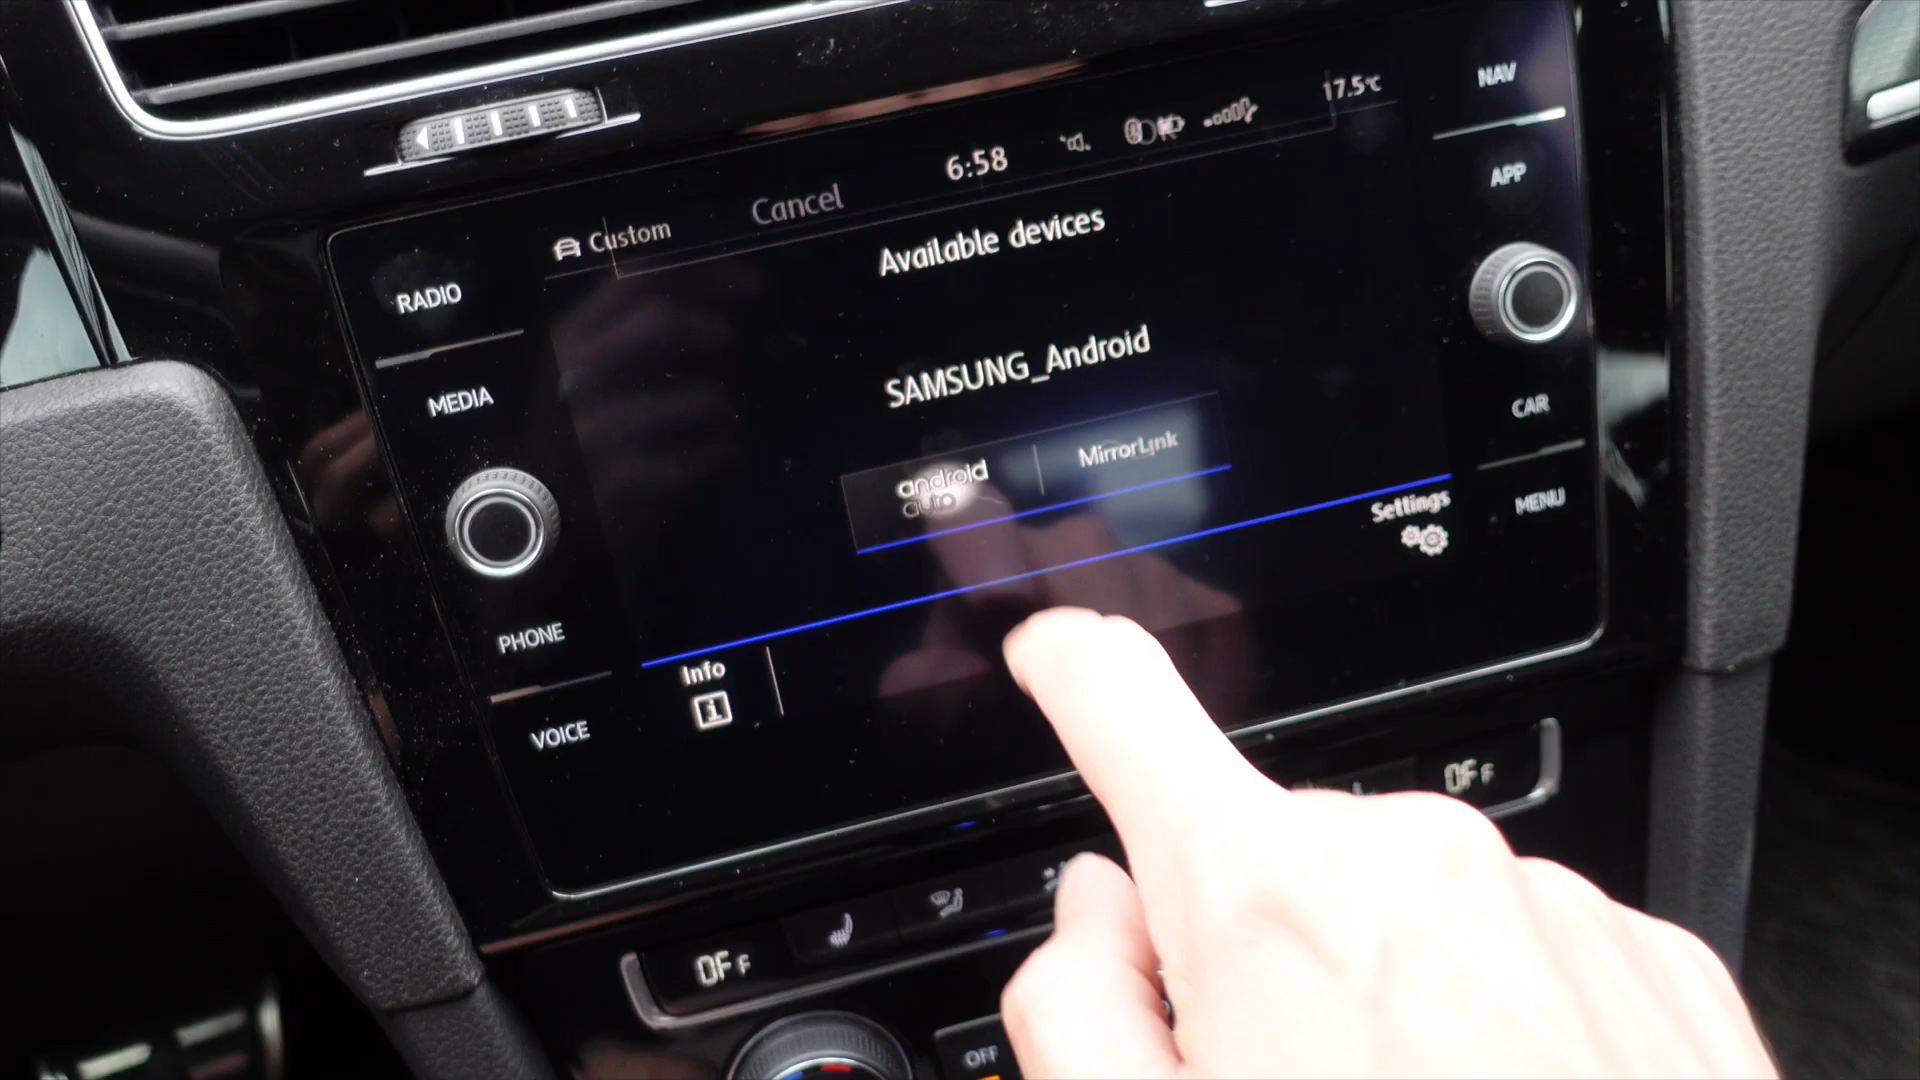 NAV
17.5°C
6:58
Cancel
Custom
APP
Available devices
RADIO
SAMSUNG_Android
MEDIA
CAR
MirrorLink
android
auto
Settings
MENU
PHONE
Info
i
VOICE
OFF
OFF
OFF